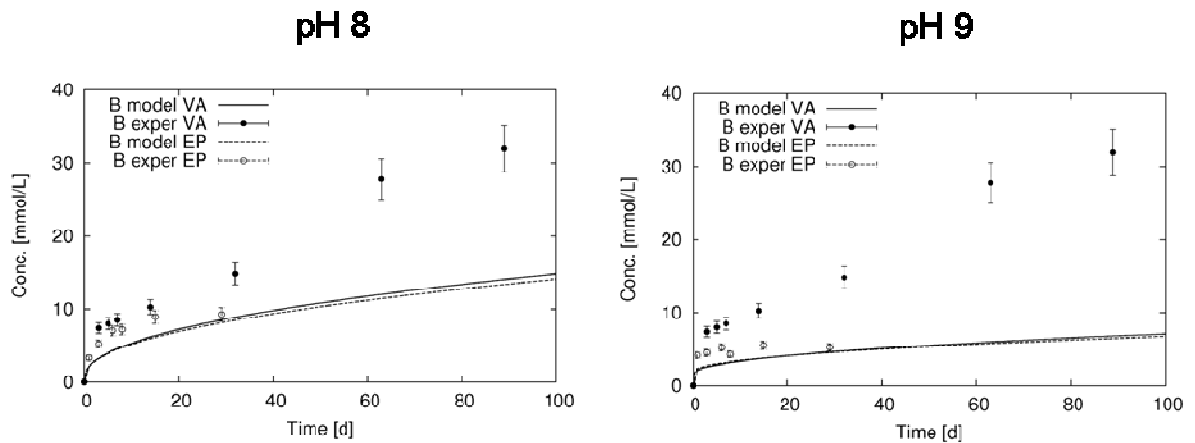 pH 8
pH 9
40
30
20
10
0
0
20
40
60
80
100
Conc. [mmol/L]
Time [d]
B model VA
B exper VA
B model EP
B exper EP
40
30
20
10
0
0
20
40
60
80
100
Conc. [mmol/L]
Time [d]
B model VA
B exper VA
B model EP
B exper EP